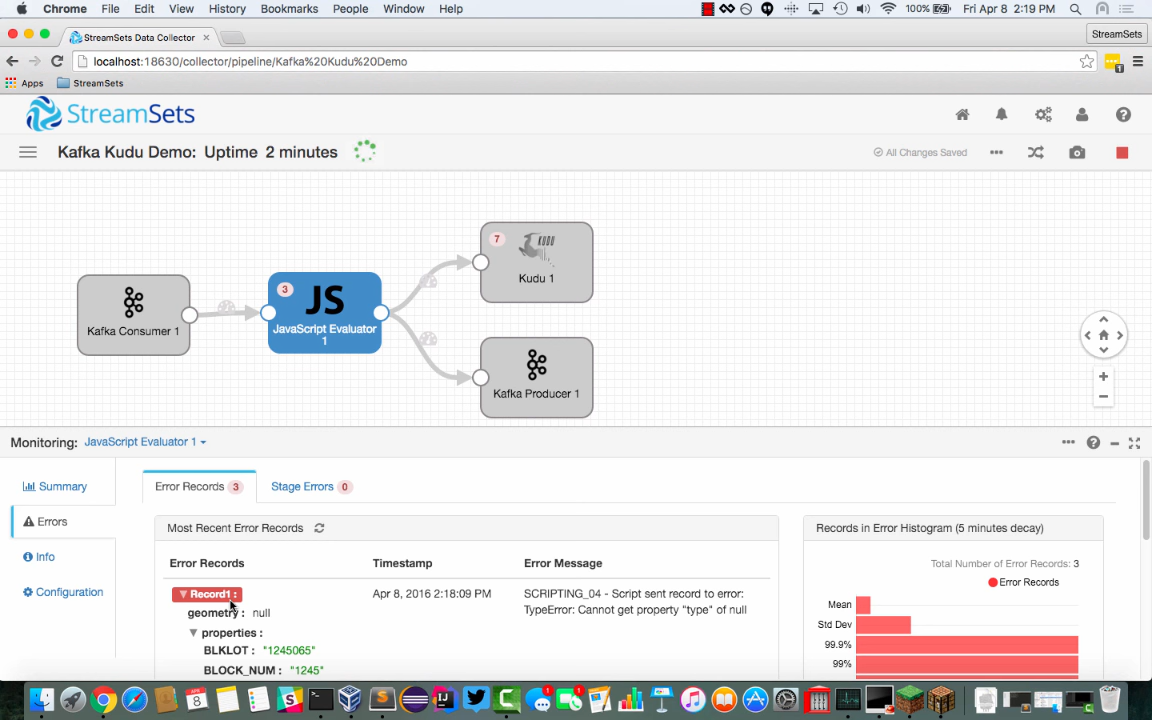 Chrome File Edit View History Bookmarks People Window Help 100% Fri Apr 8 2:19 PM
StreamSets Data Collector × StreamSets
localhost:18630/collector/pipeline/Kafka%20Kudu%20Demo
Apps StreamSets
StreamSets
Kafka Kudu Demo: Uptime 2 minutes
All Changes Saved
Kafka Consumer 1
3
JS
JavaScript Evaluator
1
7
KUDU
Kudu 1
Kafka Producer 1
Monitoring: JavaScript Evaluator 1
Summary
Errors
Info
Configuration
Error Records 3 Stage Errors 0
Most Recent Error Records
Error Records Timestamp Error Message
Record1 : Apr 8, 2016 2:18:09 PM SCRIPTING_04 - Script sent record to error:
TypeError: Cannot get property "type" of null
geometry : null
properties :
BLKLOT : "1245065"
BLOCK_NUM : "1245"
Records in Error Histogram (5 minutes decay)
Total Number of Error Records: 3
Error Records
Mean
Std Dev
99.9%
99%